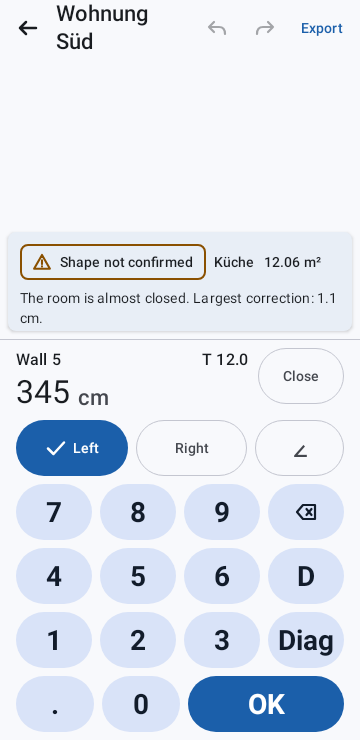 Wohnung
Süd
Export
Shape not confirmed
Küche 12.06 m²
The room is almost closed. Largest correction: 1.1
cm.
Wall 5
T 12.0
345 cm
Close
Left
Right
∠
7 8 9
4 5 6 D
1 2 3 Diag
. 0 OK